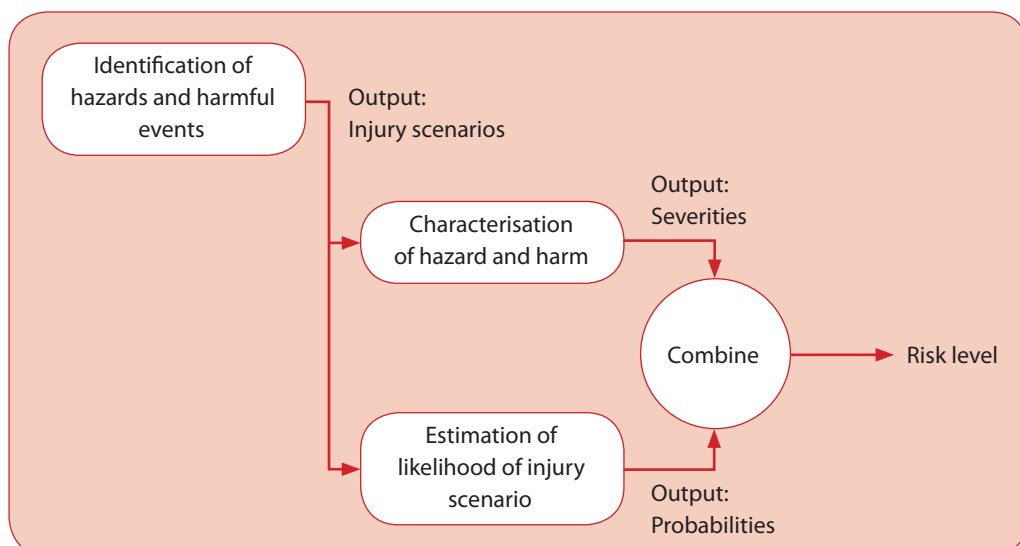 Identification of
hazards and harmful
events
Output:
Injury scenarios
Characterisation
of hazard and harm
Output:
Severities
Combine
Risk level
Estimation of
likelihood of injury
scenario
Output:
Probabilities